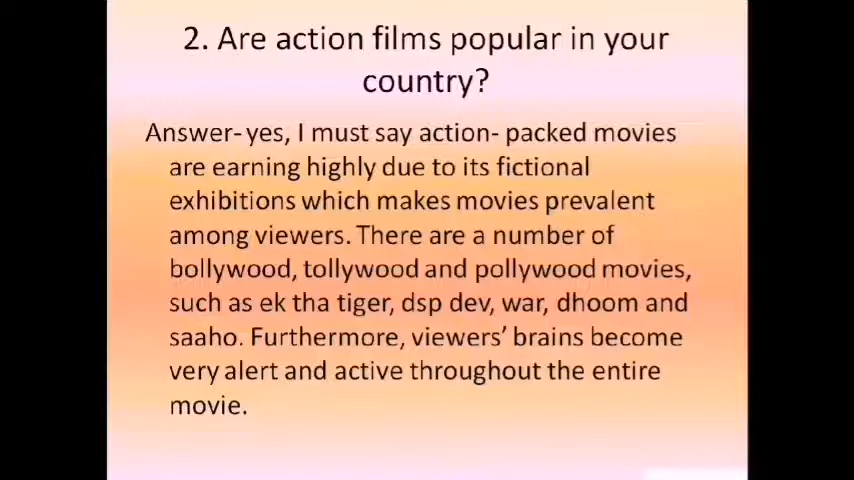 2. Are action films popular in your
country?
Answer- yes, I must say action- packed movies
are earning highly due to its fictional
exhibitions which makes movies prevalent
among viewers. There are a number of
bollywood, tollywood and pollywood movies,
such as ek tha tiger, dsp dev, war, dhoom and
saaho. Furthermore, viewers’ brains become
very alert and active throughout the entire
movie.